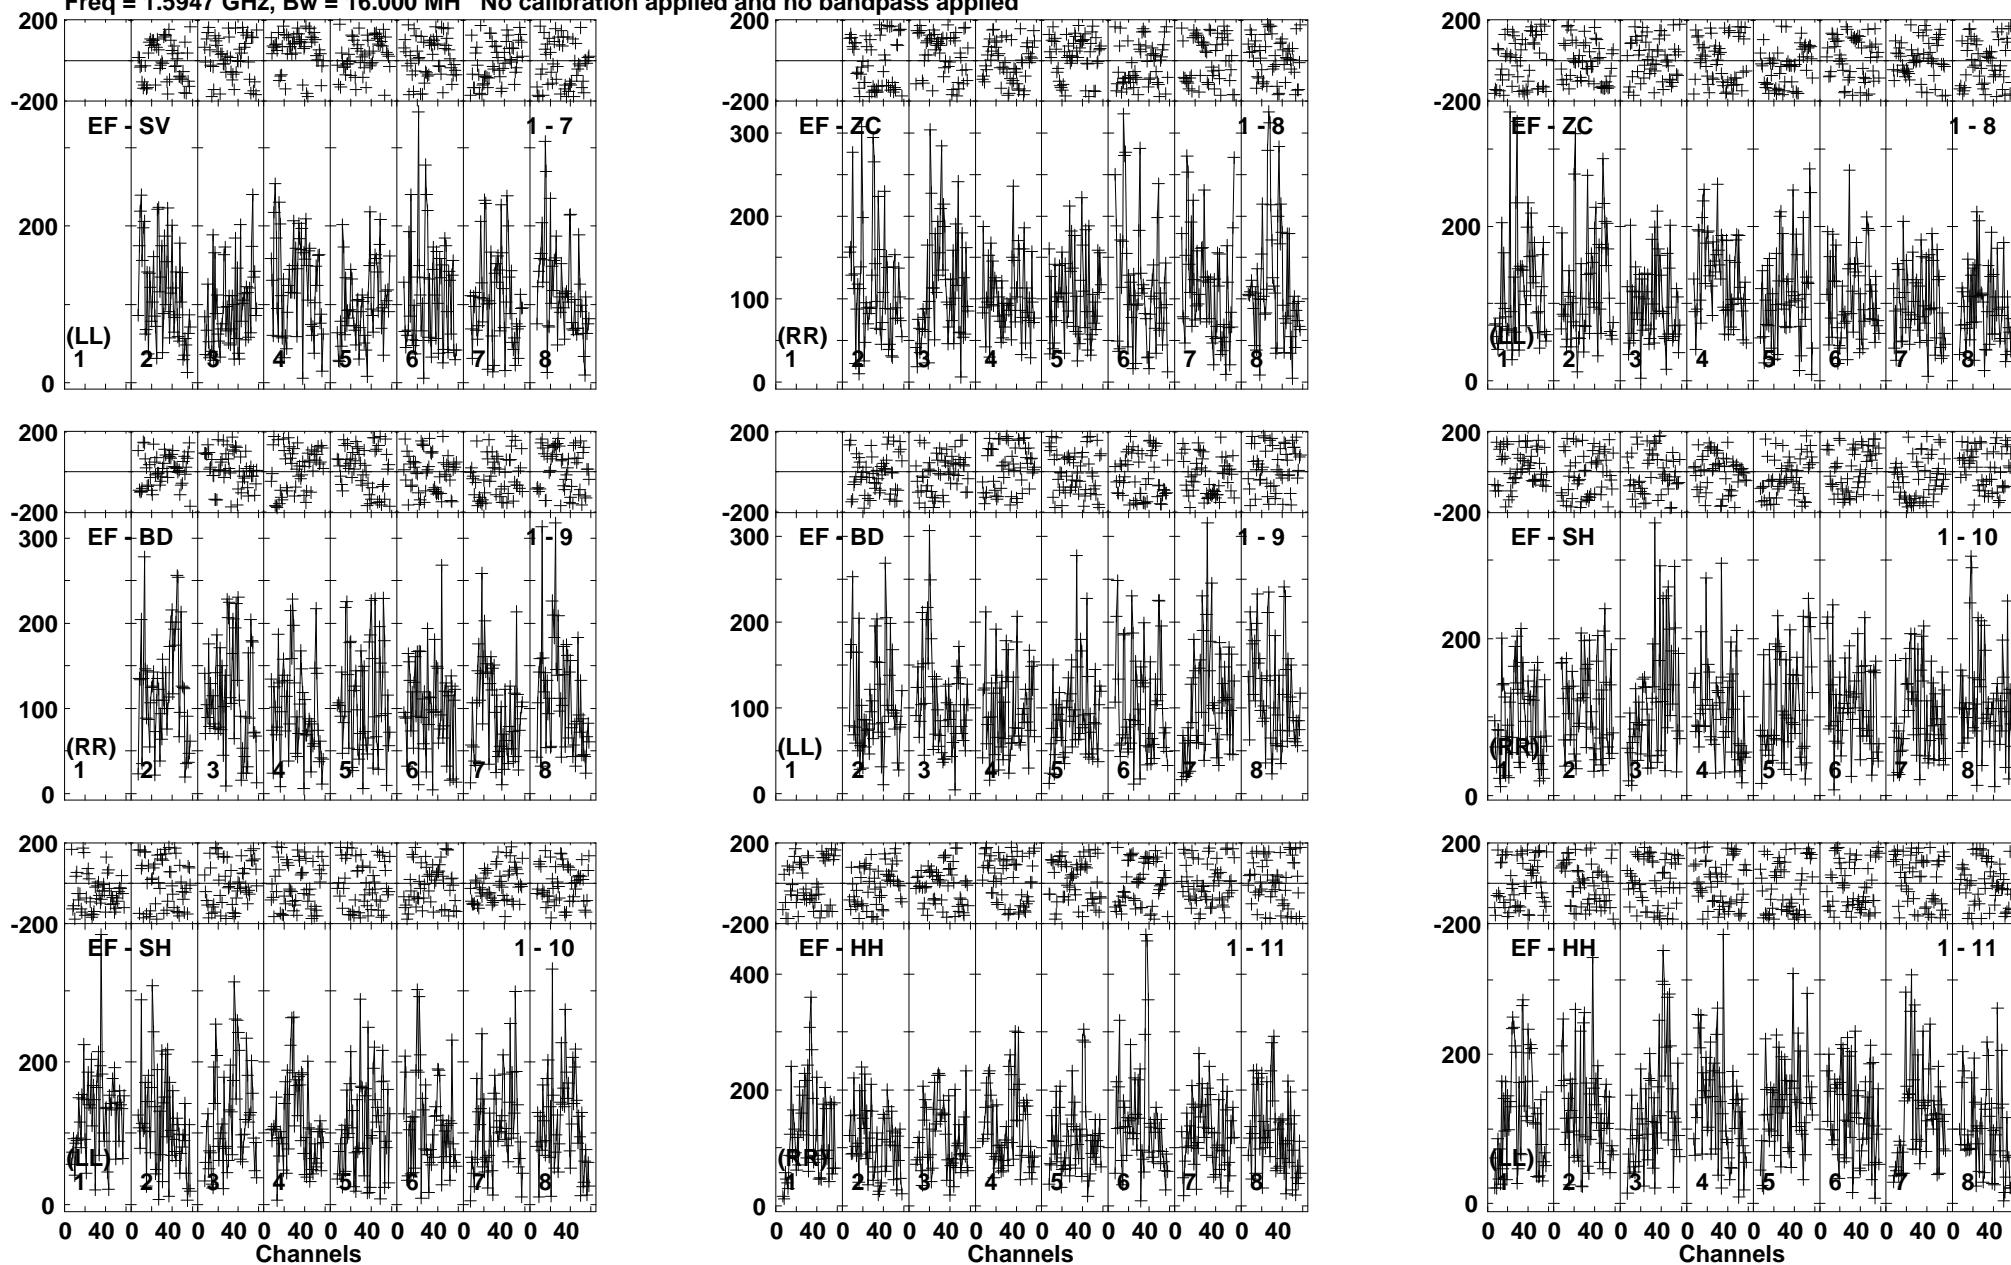 Freq = 1.5947 GHz, Bw = 16.000 MH No calibration applied and no bandpass applied
200 200 200
-200 -200 -200
EF - SV 1 - 7 EF - ZC 1 - 8 EF - ZC 1 - 8
300
200 200 200
100
(LL) (RR) (LL)
1 2 3 4 5 6 7 8 1 2 3 4 5 6 7 8 1 2 3 4 5 6 7 8
0 0 0
200 200 200
-200 -200 -200
EF - BD 1 - 9 EF - BD 1 - 9 EF - SH 1 - 10
300 300
200 200 200
100 100
(RR) (LL) (RR)
1 2 3 4 5 6 7 8 1 2 3 4 5 6 7 8 1 2 3 4 5 6 7 8
0 0 0
200 200 200
-200 -200 -200
EF - SH 1 - 10 EF - HH 1 - 11 EF - HH 1 - 11
400
200 200 200
(LL) (RR) (LL)
1 2 3 4 5 6 7 8 1 2 3 4 5 6 7 8 1 2 3 4 5 6 7 8
0 0 0
0 40 0 40 0 40 0 40 0 40 0 40 0 40 0 40 0 40 0 40 0 40 0 40 0 40 0 40 0 40 0 40 0 40 0 40 0 40 0 40 0 40 0 40 0 40 0 40
Channels Channels Channels